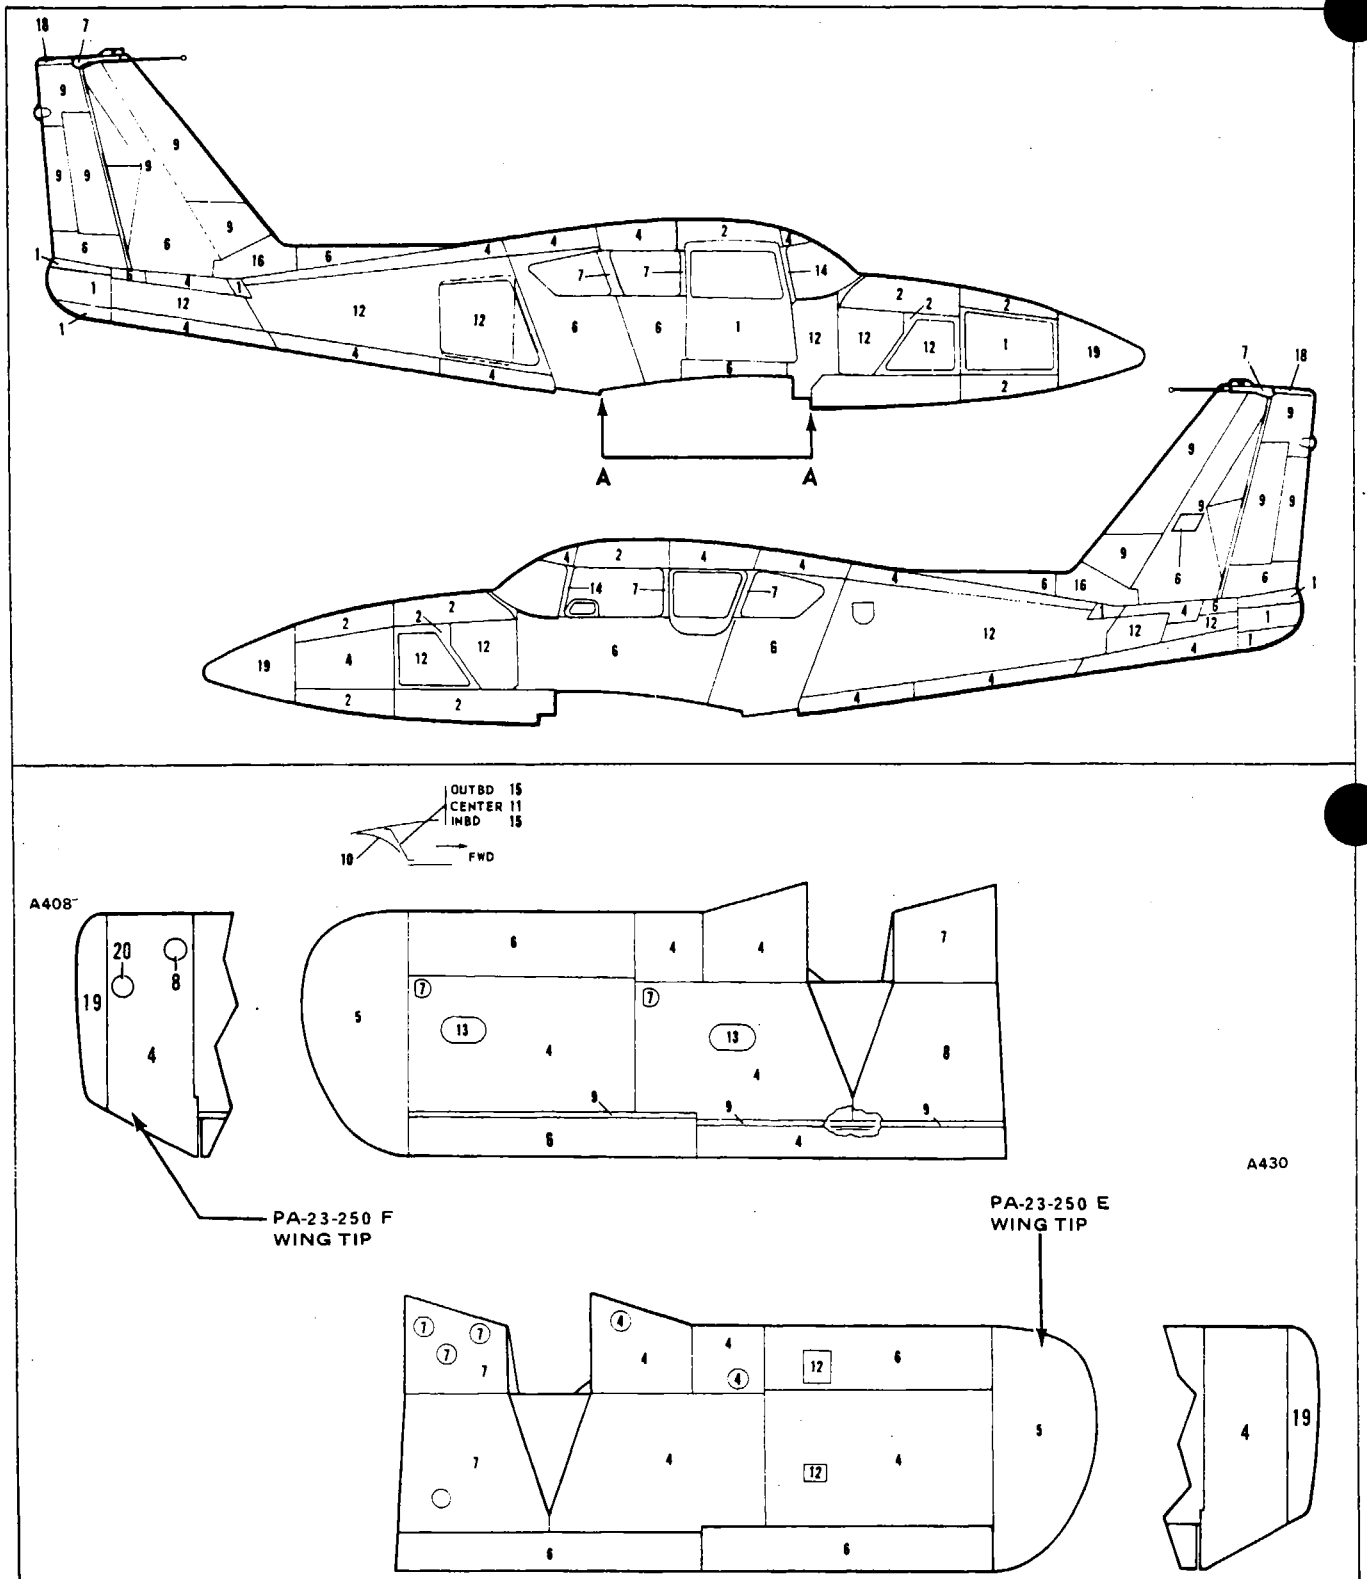 18 7
9
9
9
9 9
9
6 6 16 6 4 4 4 2 4
1 6 4 1 7 7 14
1 12 12 12 6 6 1 12 12 2 2 2
1 4 4 4 6 12 1 19
2
A A
7 18
9
9
9 9 9
9
6 6
4 2 4 4 4 6 16 1
14 7 7 1 4 6 1
2 2 2 12 12 12 1
19 4 12 12 6 6 12 4
2 2 4 4
OUTBD 15
CENTER 11
INBD 15
10
FWD
A408
20 8
19
4
6 4 4 7
7 7
5 13 13
4 4 8
9 9 9
6 4
A430
PA-23-250 F
WING TIP
PA-23-250 E
WING TIP
7 7 4 4 6
7 7 4 4 12
5 4 19
7 4 12 4
6 6